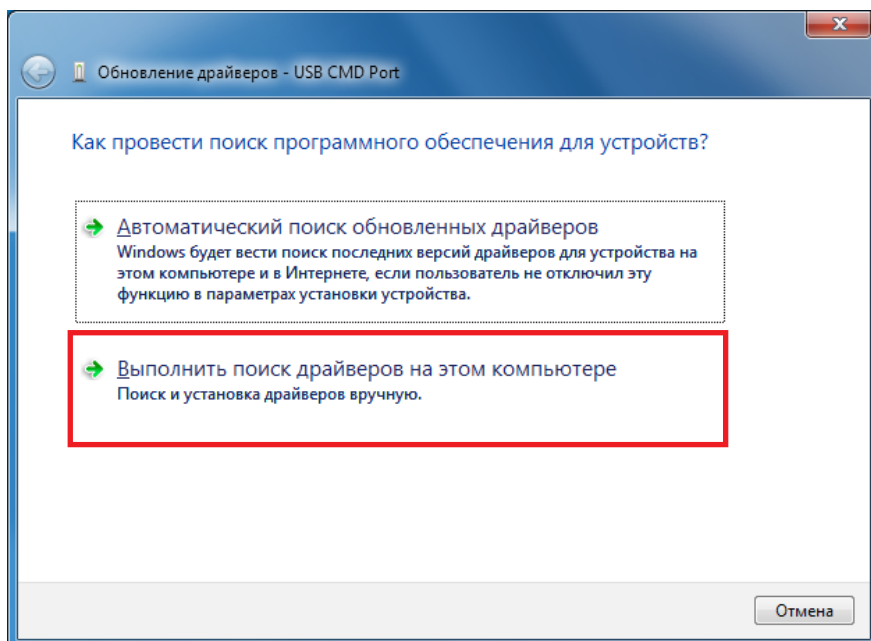 Обновление драйверов - USB CMD Port
Как провести поиск программного обеспечения для устройств?
Автоматический поиск обновленных драйверов
Windows будет вести поиск последних версий драйверов для устройства на
этом компьютере и в Интернете, если пользователь не отключил эту
функцию в параметрах установки устройства.
Выполнить поиск драйверов на этом компьютере
Поиск и установка драйверов вручную.
Отмена